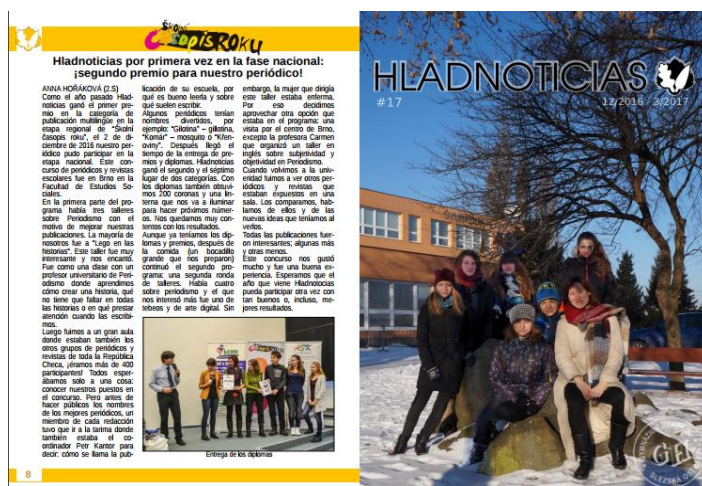 Školní
Časopis ROKU
Hladnoticias por primera vez en la fase nacional:
¡segundo premio para nuestro periódico!
ANNA HOŘÁKOVÁ (2.S)
Como el año pasado Hlad-
noticias ganó el primer pre-
mio en la categoría de
publicación multilingüe en la
etapa regional de "Školní
časopis roku", el 2 de di-
ciembre de 2016 nuestro pe-
riódico pudo participar en la
etapa nacional. Este con-
curso de periódicos y revistas
escolares fue en Brno en la
Facultad de Estudios So-
ciales.
En la primera parte del pro-
grama había tres talleres
sobre Periodismo con el
motivo de mejorar nuestras
publicaciones. La mayoría de
nosotros fue a "Lego en las
historias". Este taller fue muy
interesante y nos encantó.
Fue como una clase con un
profesor universitario de Peri-
odismo donde aprendimos
cómo crear una historia, qué
no tiene que faltar en todas
las historias o en qué prestar
atención cuando las escribi-
mos.
Luego fuimos a un gran aula
donde estaban también los
otros grupos de periódicos y
revistas de toda la República
Checa, ¡éramos más de 400
participantes! Todos esper-
ábamos solo a una cosa:
conocer nuestros puestos en
el concurso. Pero antes de
hacer públicos los nombres
de los mejores periódicos, un
miembro de cada redacción
tuvo que ir a la tarima donde
también estaba el co-
ordinador Petr Kantor para
decir: cómo se llama la pub-
licación de su escuela, por
qué es bueno leerla y sobre
qué suelen escribir.
Algunos periódicos tenían
nombres divertidos, por
ejemplo: "Gilotina" – gillotina,
"Komár" – mosquito o "Křen-
oviny". Después llegó el
tiempo de la entrega de pre-
mios y diplomas. Hladnoticias
ganó el segundo y el séptimo
lugar de dos categorías. Con
los diplomas también obtuvi-
mos 200 coronas y una lin-
terna que nos va a iluminar
para hacer próximos númer-
os. Nos quedamos muy con-
tentos con los resultados.
Aunque ya teníamos los dip-
lomas y premios, después de
la comida (un bocadillo
grande que nos preparon)
continuó el segundo pro-
grama: una segunda ronda
de talleres. Había cuatro
sobre periodismo y el que
nos interesó más fue uno de
tebeos y de arte digital. Sin
embargo, la mujer que dirigía
este taller estaba enferma.
Por eso decidimos
aprovechar otra opción que
estaba en el programa: una
visita por el centro de Brno,
excepto la profesora Carmen
que organizó un taller en
inglés sobre subjetividad y
objetividad en Periodismo.
Cuando volvimos a la univ-
eridad fuimos a ver otros per-
iódicos y revistas que
estaban expuestos en una
sala. Los comparamos, hab-
lamos de ellos y de las
nuevas ideas que teníamos al
verlos.
Todas las publicaciones fuer-
on interesantes; algunas más
y otras menos.
Este concurso nos gustó
mucho y fue una buena ex-
periencia. Esperamos que el
año que viene Hladnoticias
pueda participar otra vez con
tan buenos o, incluso, me-
jores resultados.
Entrega de los diplomas
8
HLADNOTICIAS
#17
12/2016 / 3/2017